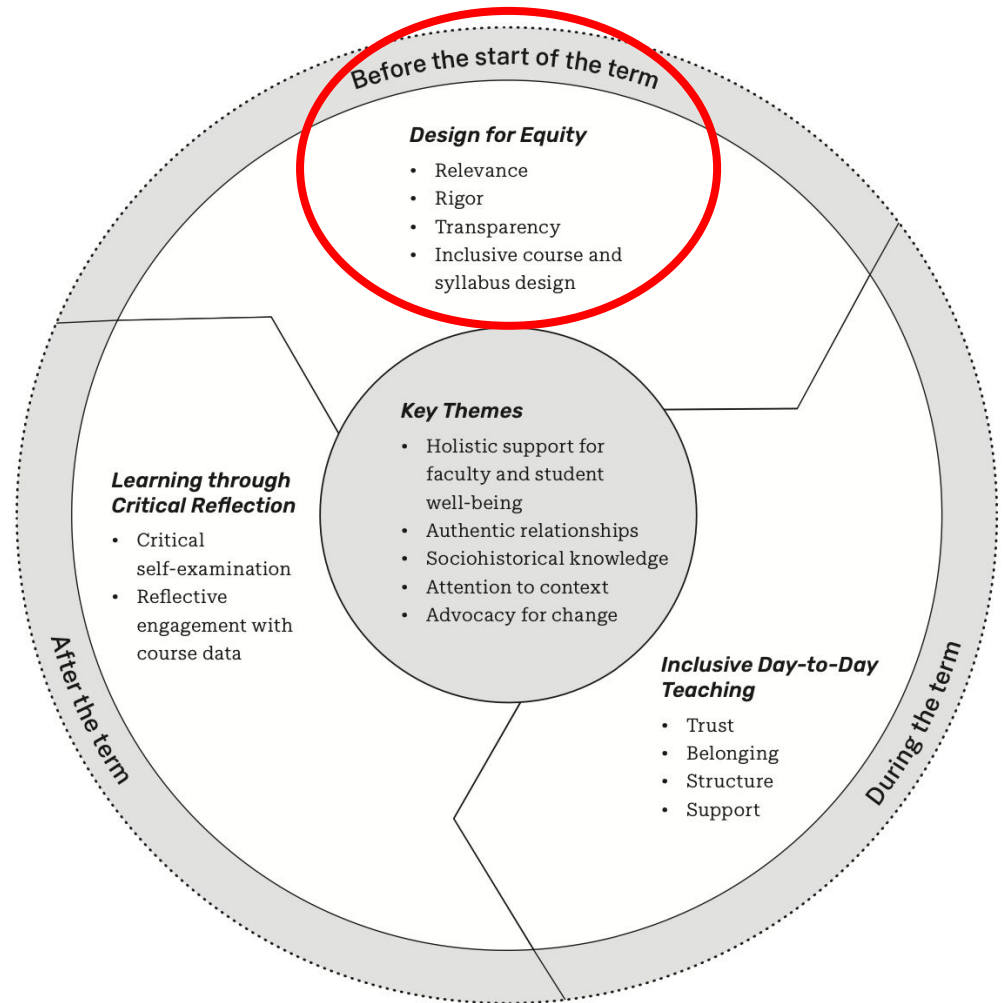 Before the start of the term
Design for Equity
• Relevance
• Rigor
• Transparency
• Inclusive course and
syllabus design
Key Themes
• Holistic support for
faculty and student
well-being
• Authentic relationships
• Sociohistorical knowledge
• Attention to context
• Advocacy for change
Learning through
Critical Reflection
• Critical
self-examination
• Reflective
engagement with
course data
After the term
Inclusive Day-to-Day
Teaching
• Trust
• Belonging
• Structure
• Support
During the term